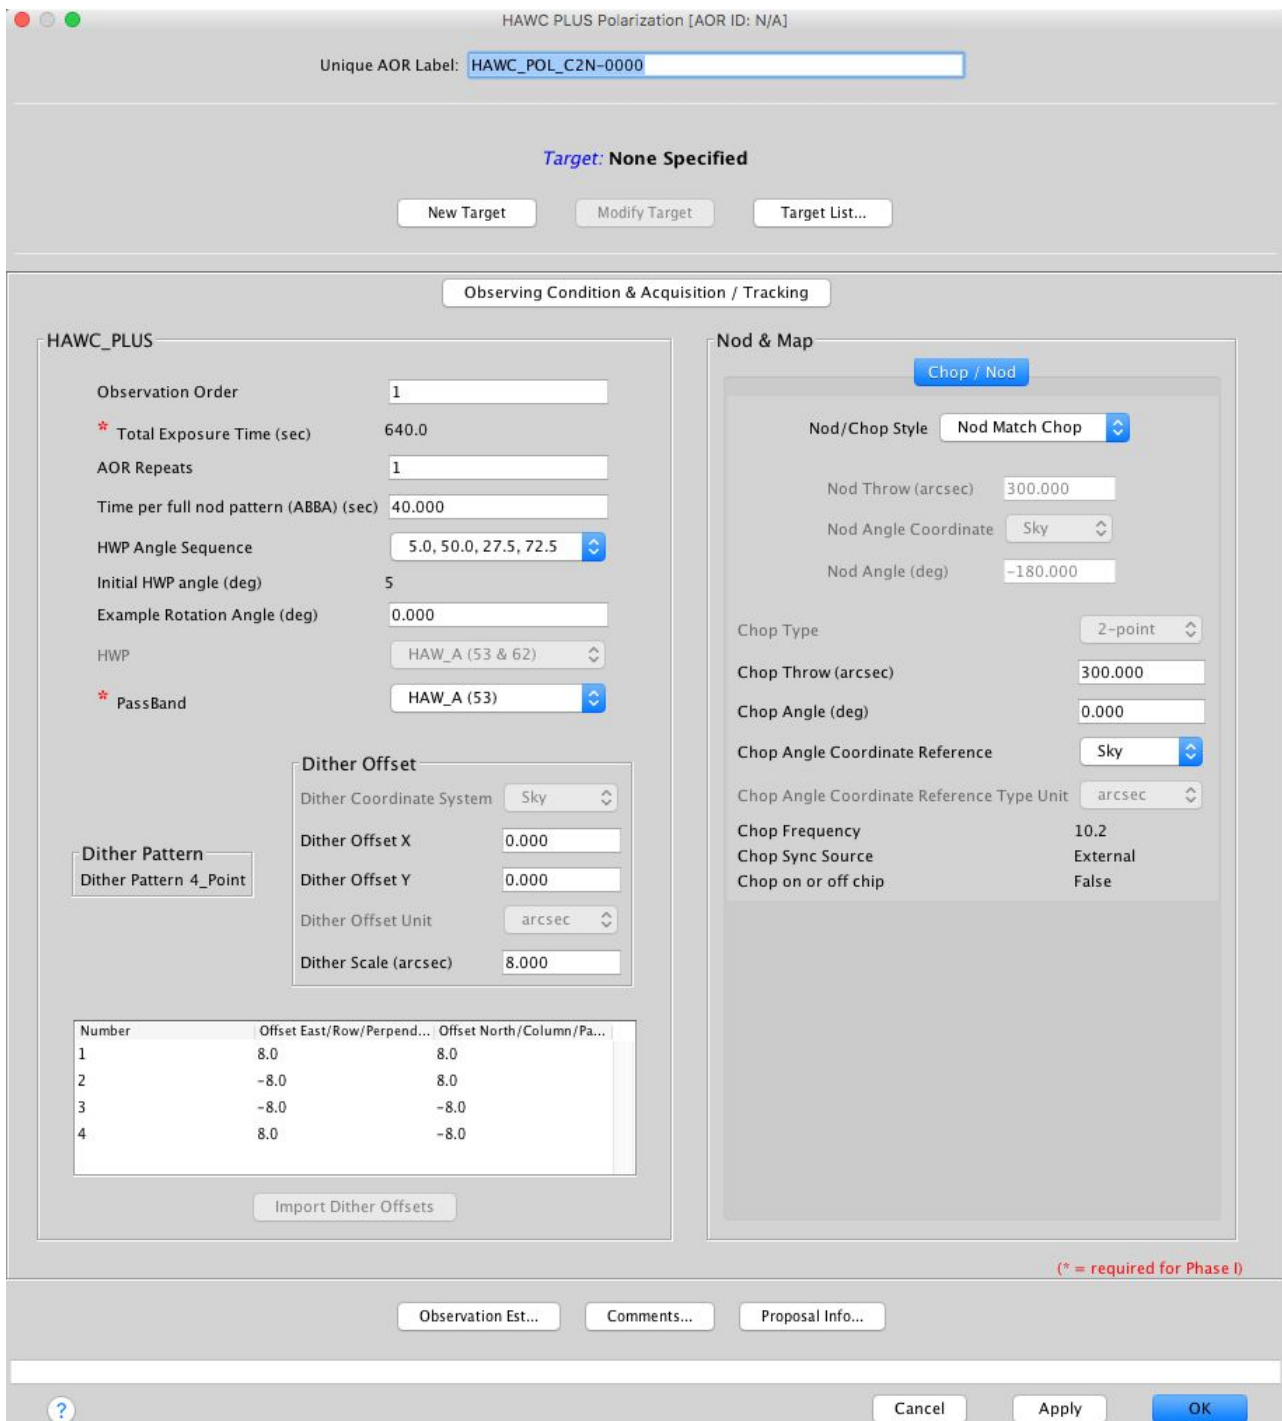 HAWC PLUS Polarization [AOR ID: N/A]
Unique AOR Label: HAWC_POL_C2N-0000
Target: None Specified
New Target Modify Target Target List...
Observing Condition & Acquisition / Tracking
HAWC_PLUS
Observation Order 1
* Total Exposure Time (sec) 640.0
AOR Repeats 1
Time per full nod pattern (ABBA) (sec) 40.000
HWP Angle Sequence 5.0, 50.0, 27.5, 72.5
Initial HWP angle (deg) 5
Example Rotation Angle (deg) 0.000
HWP HAW_A (53 & 62)
* PassBand HAW_A (53)
Dither Pattern
Dither Pattern 4_Point
Dither Offset
Dither Coordinate System Sky
Dither Offset X 0.000
Dither Offset Y 0.000
Dither Offset Unit arcsec
Dither Scale (arcsec) 8.000
Number Offset East/Row/Perpend... Offset North/Column/Pa...
1 8.0 8.0
2 -8.0 8.0
3 -8.0 -8.0
4 8.0 -8.0
Import Dither Offsets
Nod & Map
Chop / Nod
Nod/Chop Style Nod Match Chop
Nod Throw (arcsec) 300.000
Nod Angle Coordinate Sky
Nod Angle (deg) -180.000
Chop Type 2-point
Chop Throw (arcsec) 300.000
Chop Angle (deg) 0.000
Chop Angle Coordinate Reference Sky
Chop Angle Coordinate Reference Type Unit arcsec
Chop Frequency 10.2
Chop Sync Source External
Chop on or off chip False
(* = required for Phase I)
Observation Est... Comments... Proposal Info...
? Cancel Apply OK